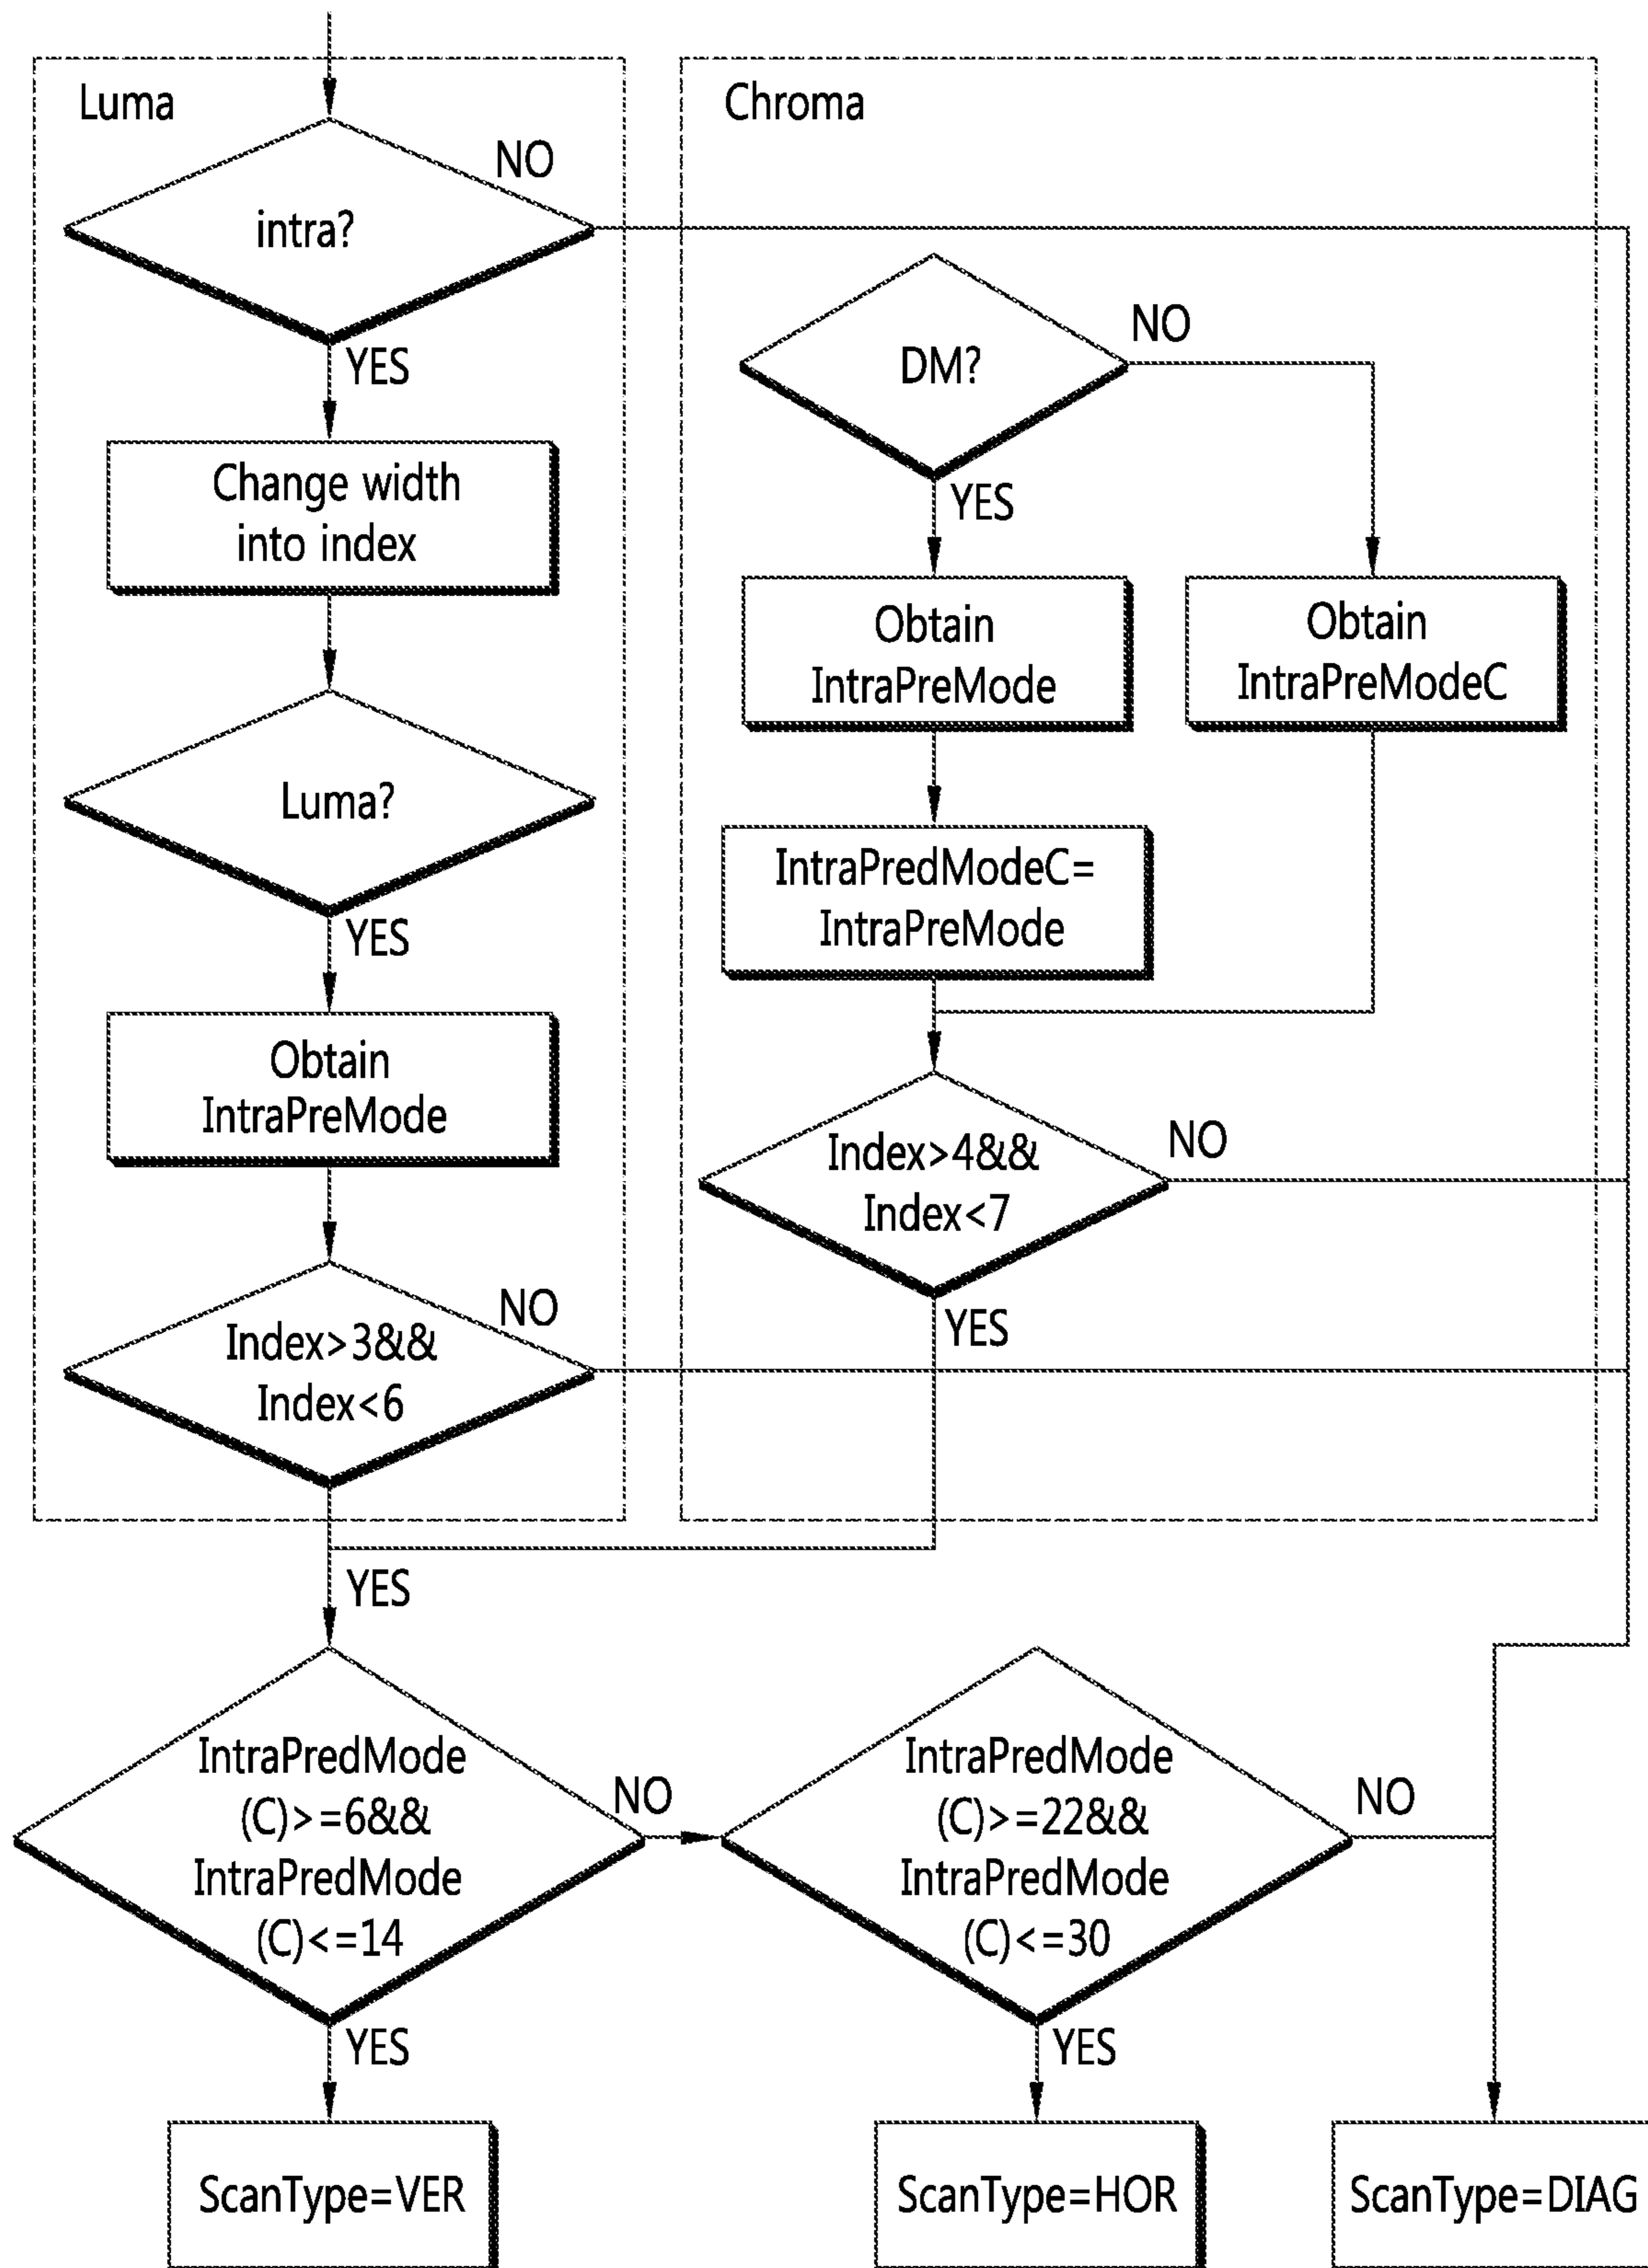 Luma
NO
intra?
YES
Change width
into index
Luma?
YES
Obtain
IntraPreMode
Index>3&&
Index<6
NO
YES
Chroma
DM?
NO
YES
Obtain
IntraPreMode
Obtain
IntraPreModeC
IntraPredModeC=
IntraPreMode
Index>4&&
Index<7
NO
YES
IntraPredMode
(C)>=6&&
IntraPredMode
(C)<=14
NO
YES
IntraPredMode
(C)>=22&&
IntraPredMode
(C)<=30
NO
YES
ScanType=VER
ScanType=HOR
ScanType=DIAG